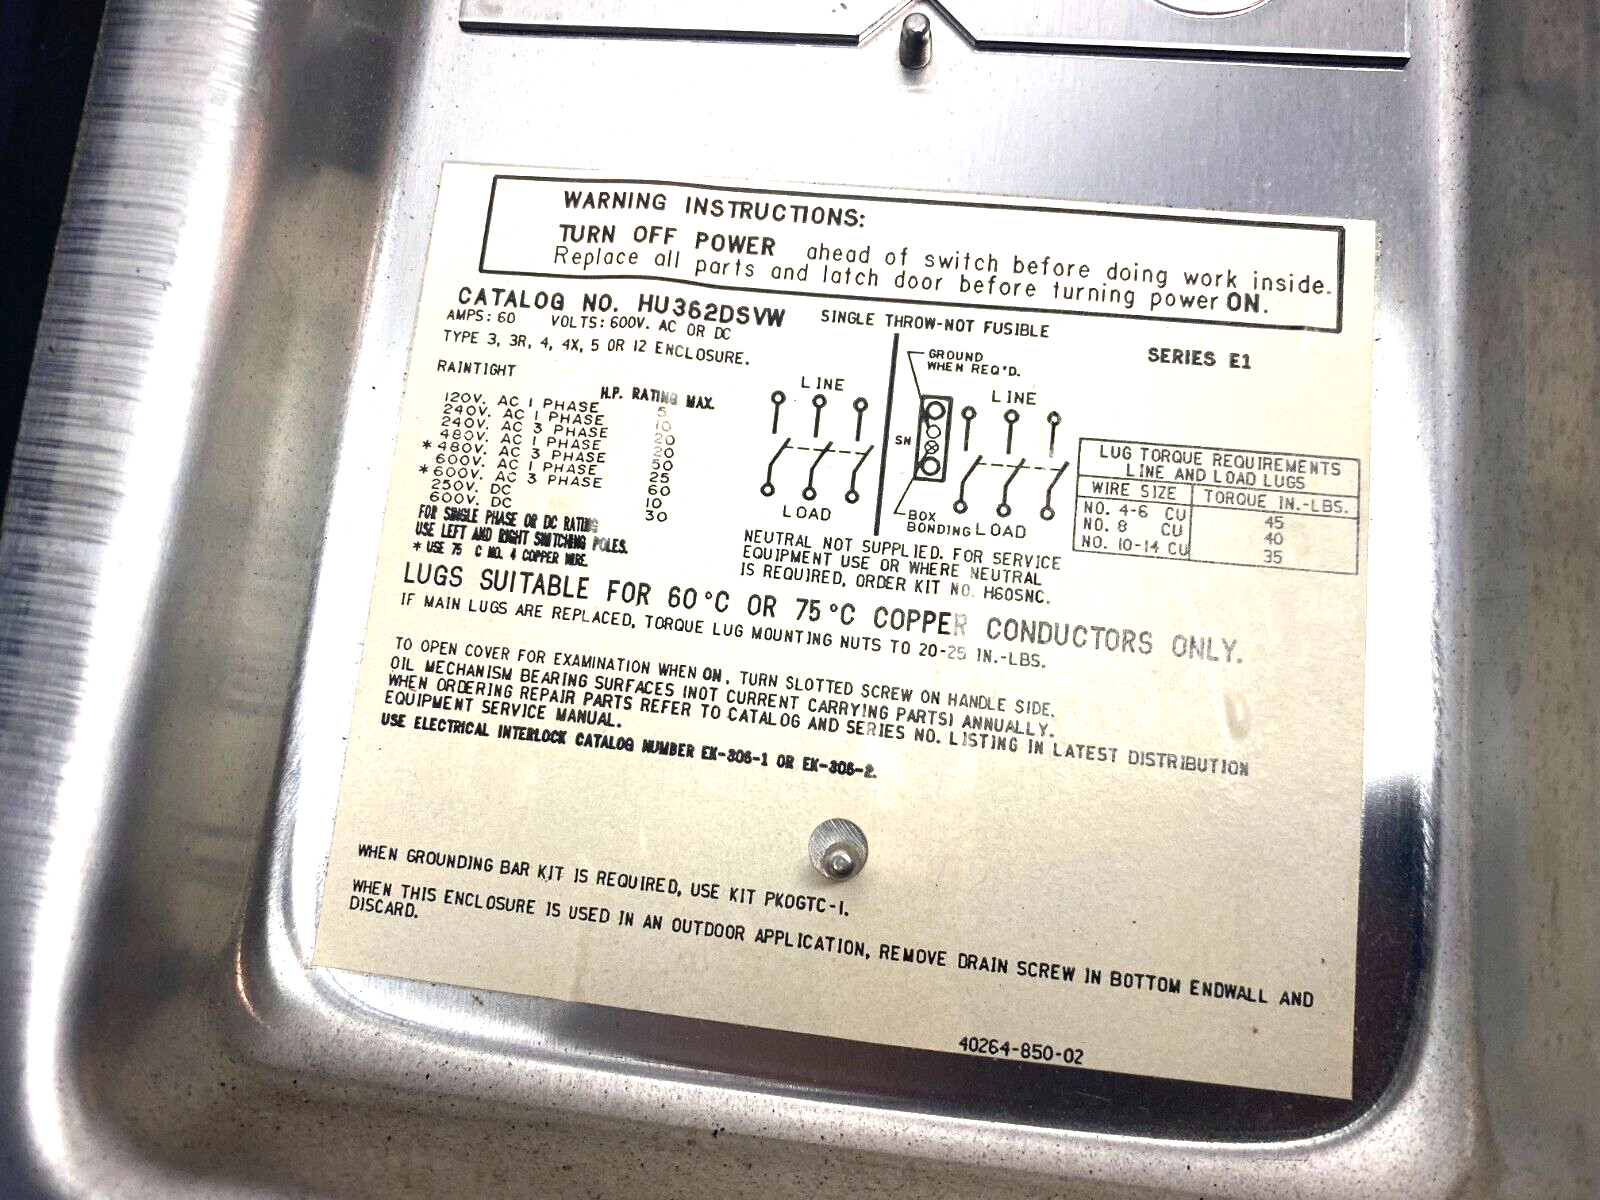 WARNING INSTRUCTIONS:
TURN OFF POWER ahead of switch before doing work inside.
Replace all parts and latch door before turning power ON.
CATALOG NO. HU362DSVW
SINGLE THROW-NOT FUSIBLE
SERIES E1
AMPS: 60 VOLTS: 600V. AC OR DC
TYPE 3, 3R, 4, 4X, 5 OR 12 ENCLOSURE.
RAINTIGHT
H.P. RATING MAX.
120V. AC 1 PHASE 5
240V. AC 1 PHASE 10
240V. AC 3 PHASE 20
480V. AC 1 PHASE 20
*480V. AC 3 PHASE 50
600V. AC 1 PHASE 25
*600V. AC 3 PHASE 60
250V. DC 10
600V. DC 30
FOR SINGLE PHASE OR DC RATING
USE LEFT AND RIGHT SWITCHING POLES.
* USE 75 C NO. 4 COPPER WIRE.
LINE
LOAD
GROUND
WHEN REQ'D.
LINE
SN
BOX
BONDING
LOAD
NEUTRAL NOT SUPPLIED. FOR SERVICE
EQUIPMENT USE OR WHERE NEUTRAL
IS REQUIRED, ORDER KIT NO. H60SNC.
LUG TORQUE REQUIREMENTS
LINE AND LOAD LUGS
WIRE SIZE TORQUE IN.-LBS.
NO. 4-6 CU 45
NO. 8 CU 40
NO. 10-14 CU 35
LUGS SUITABLE FOR 60°C OR 75°C COPPER CONDUCTORS ONLY.
IF MAIN LUGS ARE REPLACED, TORQUE LUG MOUNTING NUTS TO 20-25 IN.-LBS.
TO OPEN COVER FOR EXAMINATION WHEN ON, TURN SLOTTED SCREW ON HANDLE SIDE.
OIL MECHANISM BEARING SURFACES (NOT CURRENT CARRYING PARTS) ANNUALLY.
WHEN ORDERING REPAIR PARTS REFER TO CATALOG AND SERIES NO. LISTING IN LATEST DISTRIBUTION
EQUIPMENT SERVICE MANUAL.
USE ELECTRICAL INTERLOCK CATALOG NUMBER EK-306-1 OR EK-306-2.
WHEN GROUNDING BAR KIT IS REQUIRED, USE KIT PKOGTC-1.
WHEN THIS ENCLOSURE IS USED IN AN OUTDOOR APPLICATION, REMOVE DRAIN SCREW IN BOTTOM ENDWALL AND
DISCARD.
40264-850-02